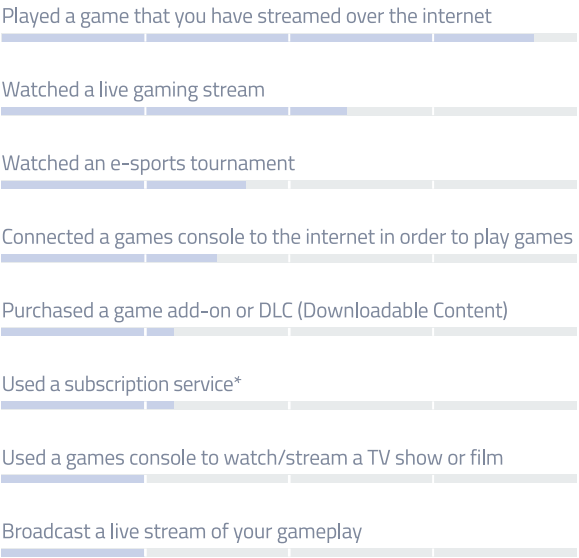 Played a game that you have streamed over the internet
Watched a live gaming stream
Watched an e-sports tournament
Connected a games console to the internet in order to play games
Purchased a game add-on or DLC (Downloadable Content)
Used a subscription service*
Used a games console to watch/stream a TV show or film
Broadcast a live stream of your gameplay